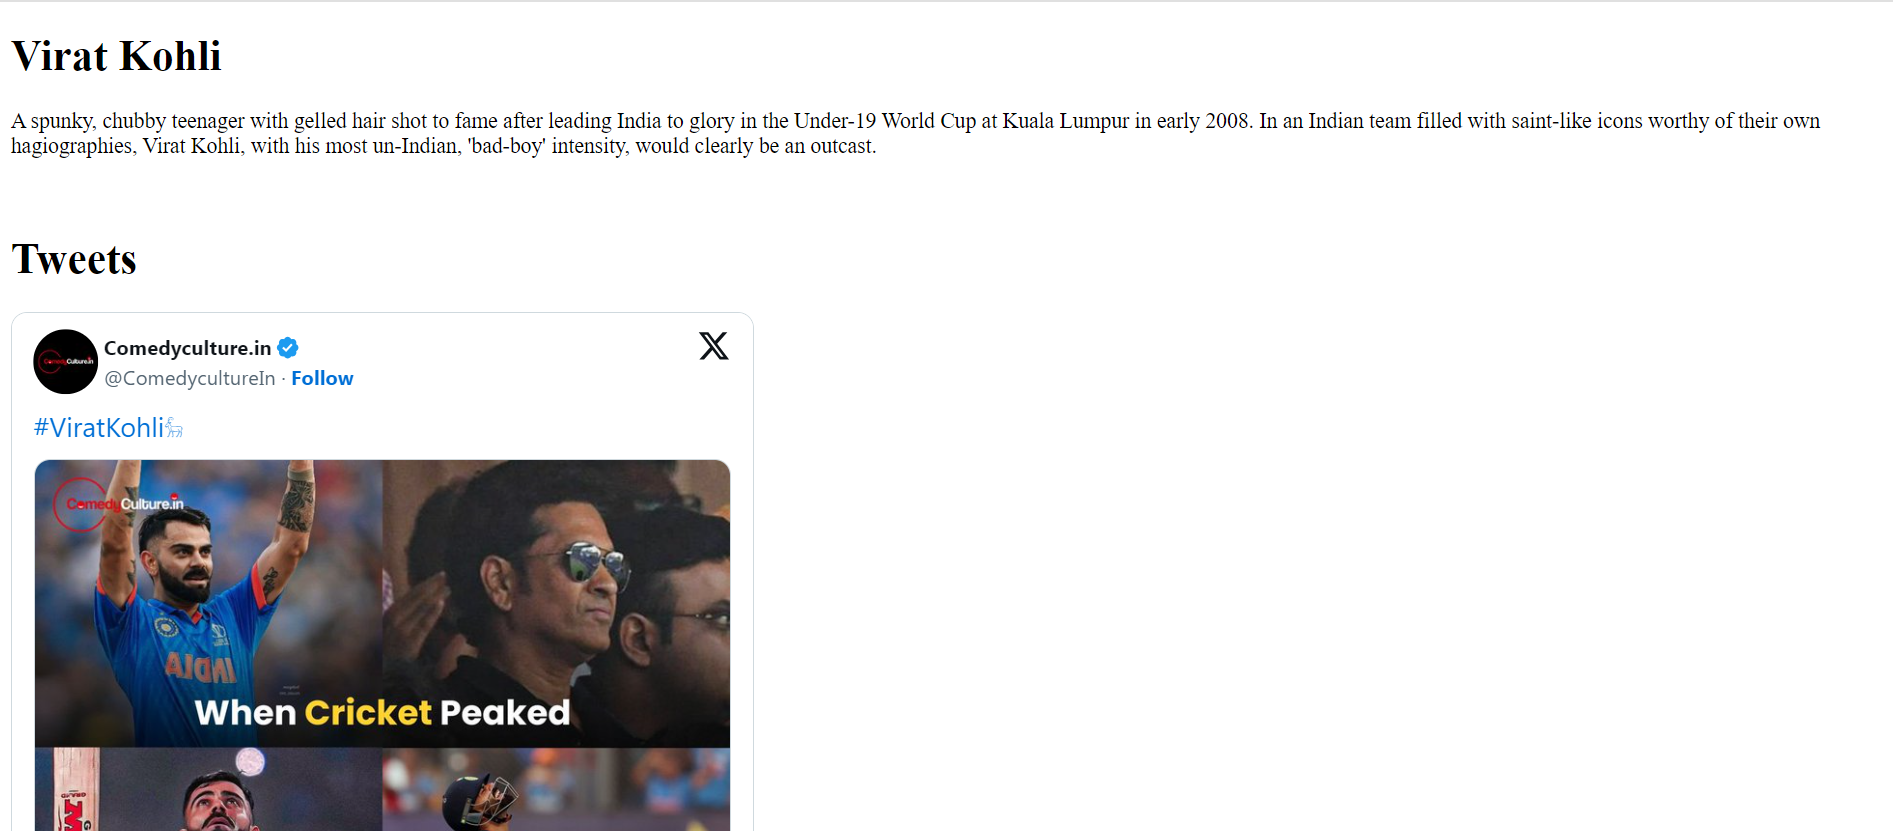 Virat Kohli
A spunky, chubby teenager with gelled hair shot to fame after leading India to glory in the Under-19 World Cup at Kuala Lumpur in early 2008. In an Indian team filled with saint-like icons worthy of their own
hagiographies, Virat Kohli, with his most un-Indian, 'bad-boy' intensity, would clearly be an outcast.
Tweets
Comedyculture.in
ComedyCulture.in
@ComedycultureIn · Follow
#ViratKohli𓃵
ComedyCulture.in
INDIA
When Cricket Peaked